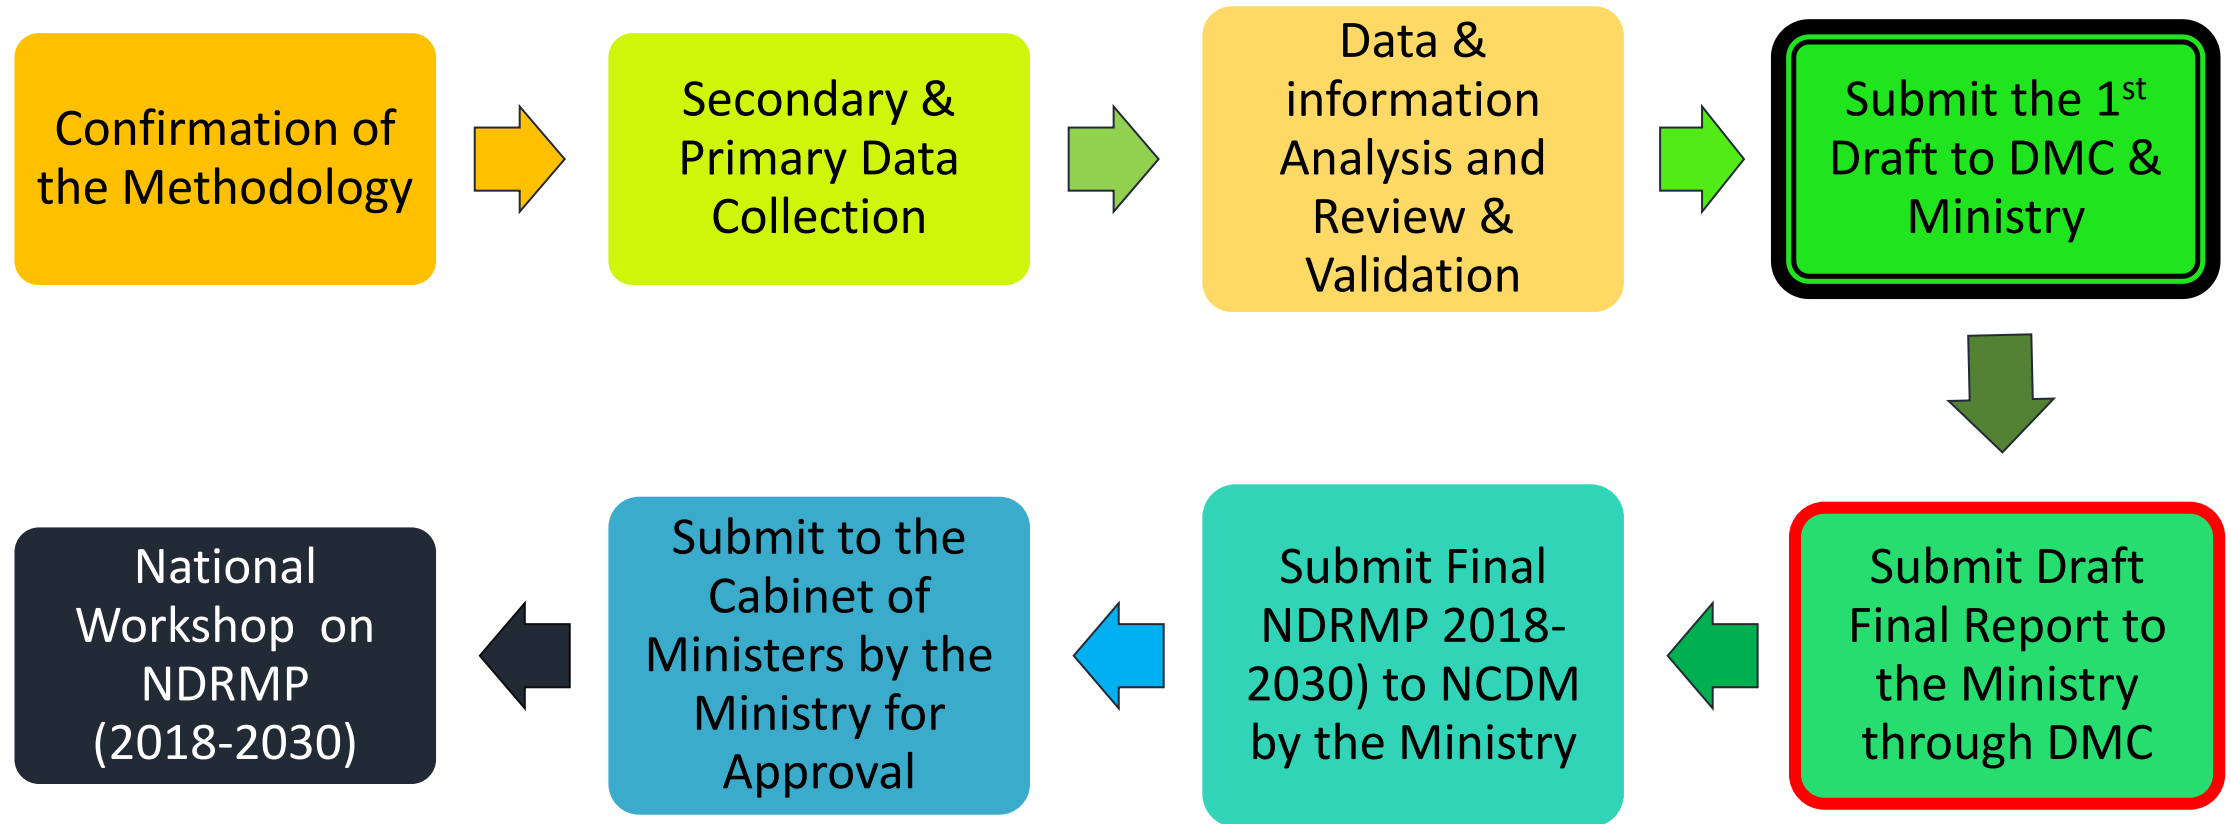 Confirmation of
the Methodology
Secondary &
Primary Data
Collection
Data &
information
Analysis and
Review &
Validation
Submit the 1st
Draft to DMC &
Ministry
Submit Draft
Final Report to
the Ministry
through DMC
Submit Final
NDRMP 2018-
2030) to NCDM
by the Ministry
Submit to the
Cabinet of
Ministers by the
Ministry for
Approval
National
Workshop on
NDRMP
(2018-2030)